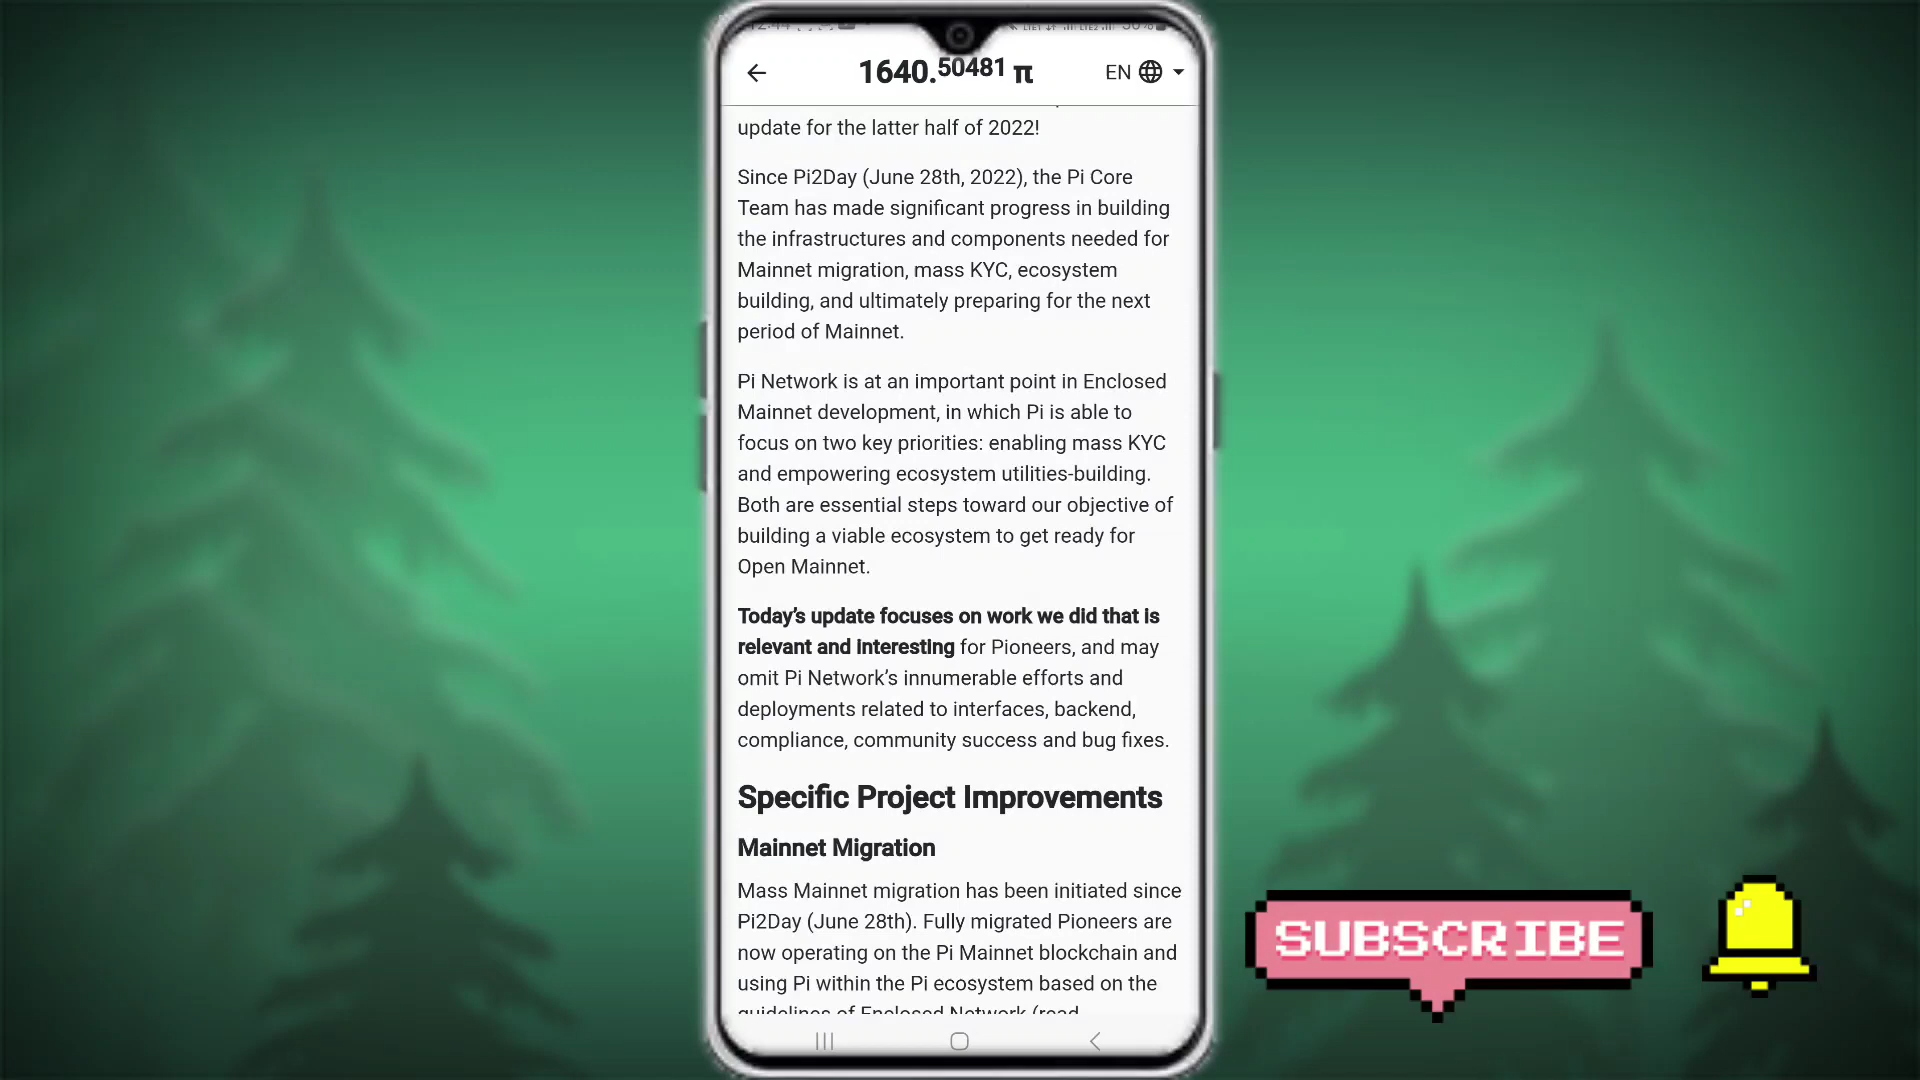 1640.50481 π
EN
update for the latter half of 2022!
Since Pi2Day (June 28th, 2022), the Pi Core
Team has made significant progress in building
the infrastructures and components needed for
Mainnet migration, mass KYC, ecosystem
building, and ultimately preparing for the next
period of Mainnet.
Pi Network is at an important point in Enclosed
Mainnet development, in which Pi is able to
focus on two key priorities: enabling mass KYC
and empowering ecosystem utilities-building.
Both are essential steps toward our objective of
building a viable ecosystem to get ready for
Open Mainnet.
Today’s update focuses on work we did that is
relevant and interesting for Pioneers, and may
omit Pi Network’s innumerable efforts and
deployments related to interfaces, backend,
compliance, community success and bug fixes.
Specific Project Improvements
Mainnet Migration
Mass Mainnet migration has been initiated since
Pi2Day (June 28th). Fully migrated Pioneers are
now operating on the Pi Mainnet blockchain and
using Pi within the Pi ecosystem based on the
guidelines of Enclosed Network (read
SUBSCRIBE